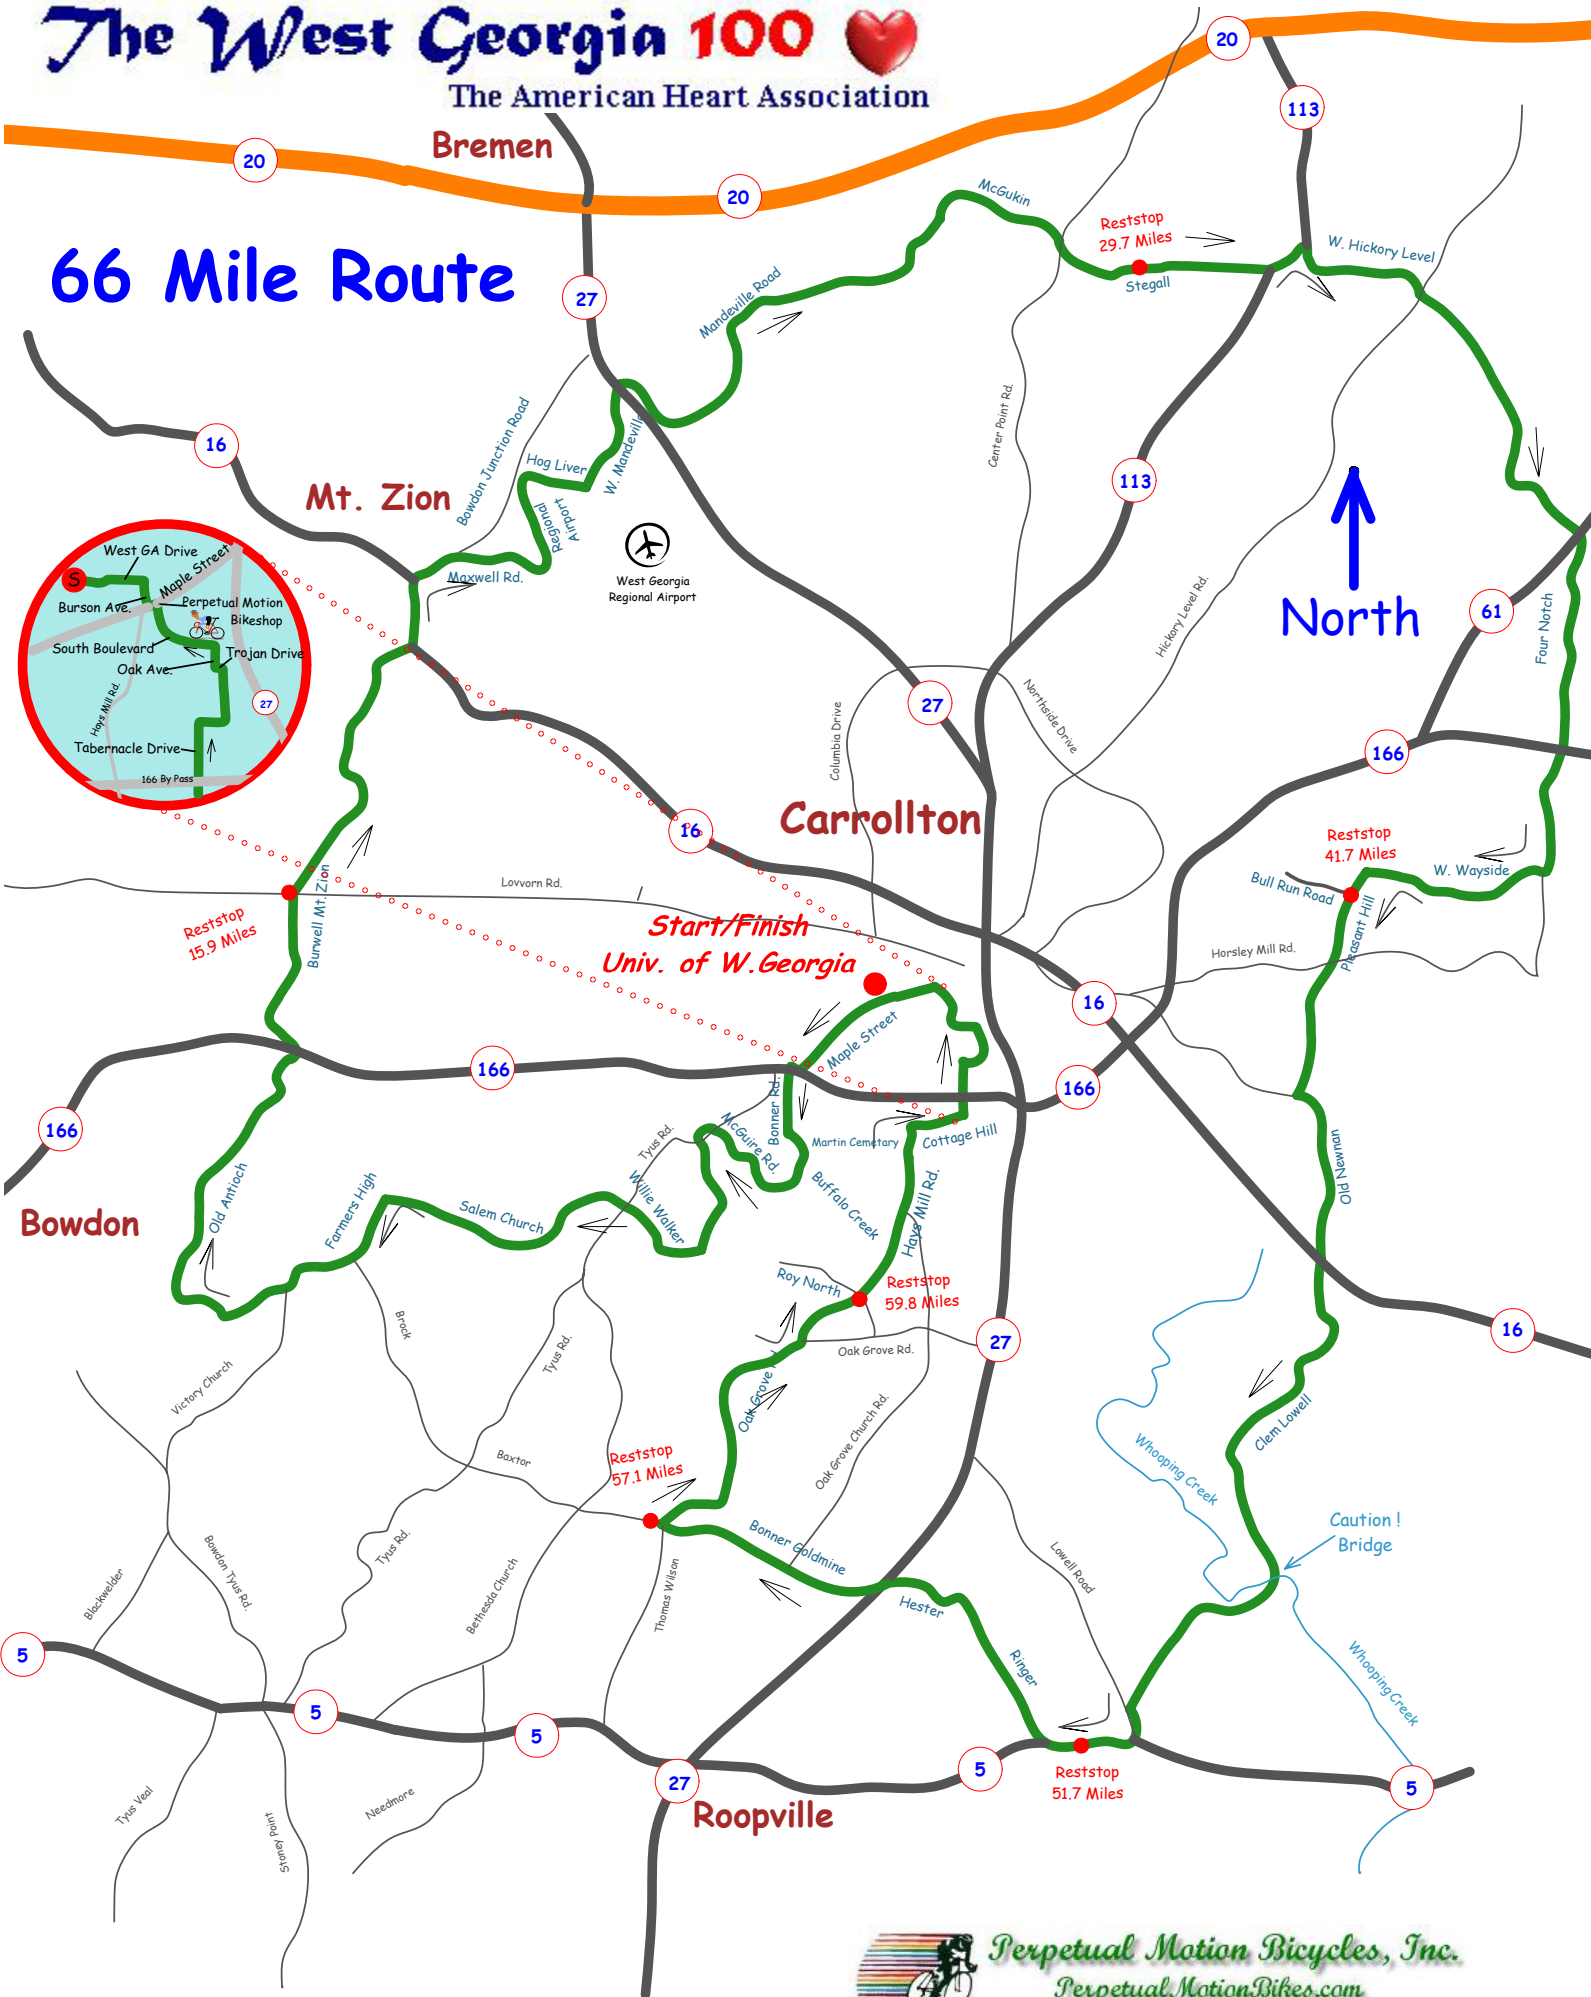 The West Georgia 100
The American Heart Association
20
113
Bremen
20
20
McGukin
Reststop
29.7 Miles
W. Hickory Level
66 Mile Route
27
Mandeville Road
Stegall
16
Bowdon Junction Road
Hog Liver
W. Mandeville
Center Point Rd.
113
Mt. Zion
Regional
Airport
West Georgia
Regional Airport
Maxwell Rd.
North
61
Four Notch
Hickory Level Rd.
West GA Drive
Maple Street
S
Burson Ave.
Perpetual Motion
Bikeshop
South Boulevard
Trojan Drive
Oak Ave.
Hays Mill Rd.
27
Tabernacle Drive
166 By Pass
27
Columbia Drive
Northside Drive
166
Carrollton
16
Reststop
41.7 Miles
Bull Run Road
W. Wayside
Pleasant Hill
Lovvorn Rd.
Reststop
15.9 Miles
Burwell Mt. Zion
Start/Finish
Univ. of W.Georgia
Horsley Mill Rd.
16
Maple Street
166
166
166
Bonner Rd.
McGuire Rd.
Tyus Rd.
Martin Cemetary
Cottage Hill
Bowdon
Old Antioch
Farmers High
Salem Church
Willie Walker
Buffalo Creek
Hays Mill Rd.
Old Newnan
Roy North
Reststop
59.8 Miles
27
Oak Grove Rd.
16
Brock
Tyus Rd.
Victory Church
Oak Grove
Oak Grove Church Rd.
Clem Lowell
Whooping Creek
Baxtor
Reststop
57.1 Miles
Bonner Goldmine
Caution !
Bridge
Blackwelder
Bowdon Tyus Rd.
Tyus Rd.
Bethesda Church
Thomas Wilson
Hester
Lowell Road
Ringer
Whooping Creek
5
5
5
5
27
Reststop
51.7 Miles
5
Tyus Veal
Stoney Point
Needmore
Roopville
Perpetual Motion Bicycles, Inc.
PerpetualMotionBikes.com